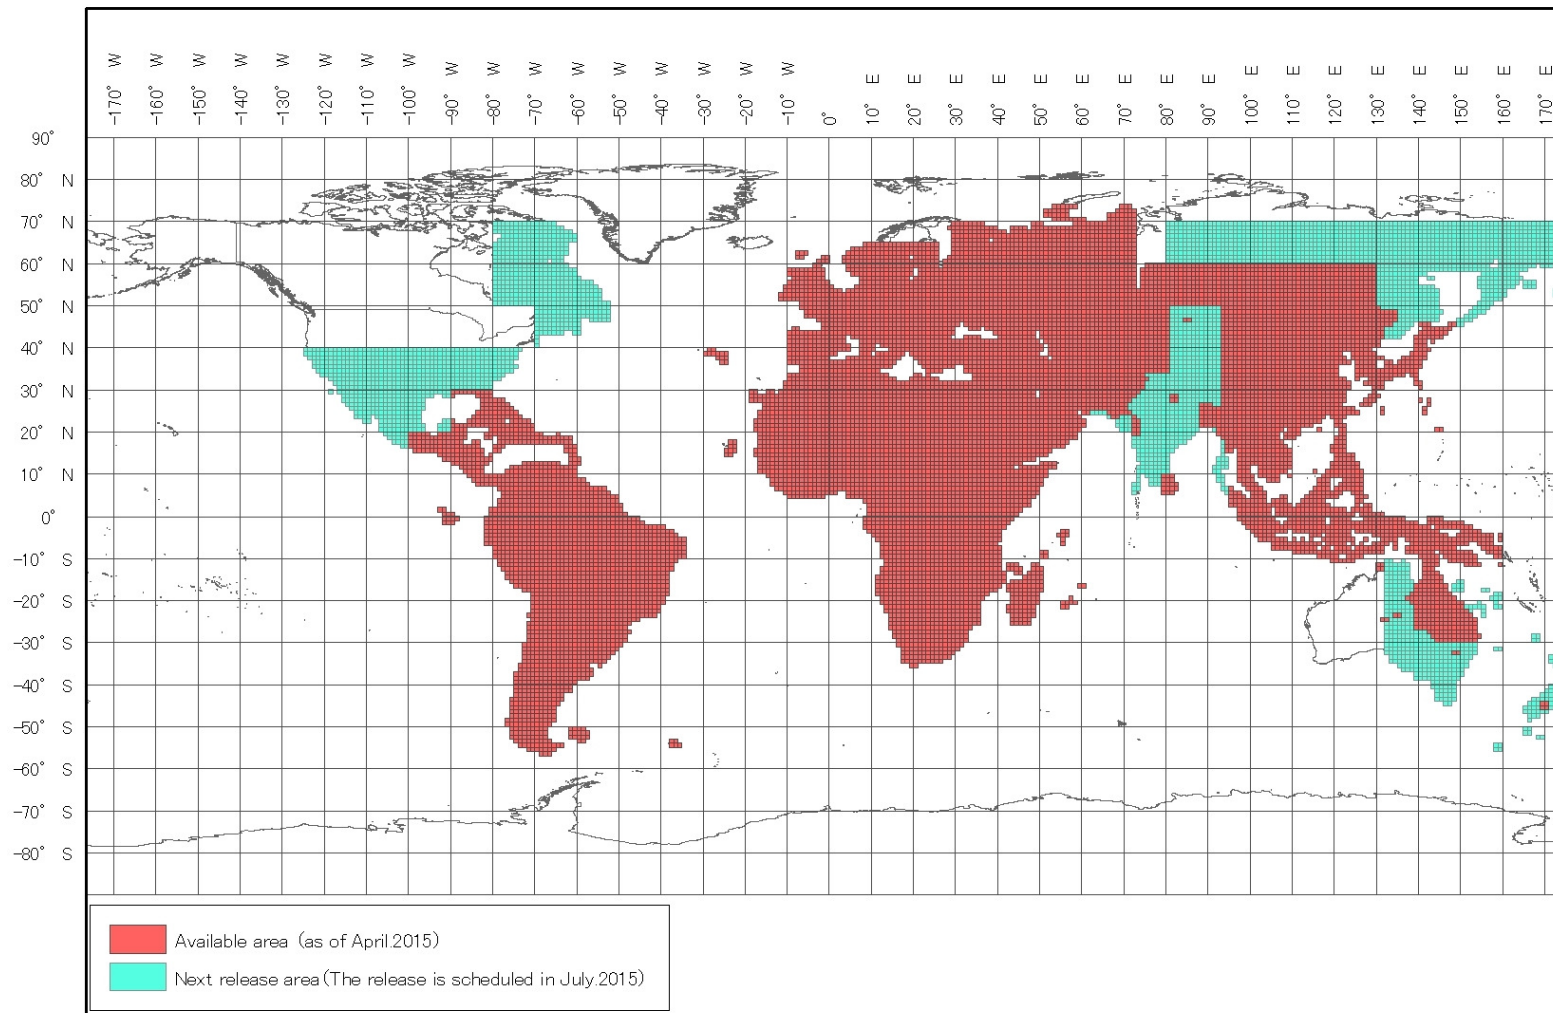 -170° W
-160° W
-150° W
-140° W
-130° W
-120° W
-110° W
-100° W
-90° W
-80° W
-70° W
-60° W
-50° W
-40° W
-30° W
-20° W
-10° W
0°
10° E
20° E
30° E
40° E
50° E
60° E
70° E
80° E
90° E
100° E
110° E
120° E
130° E
140° E
150° E
160° E
170° E
90°
80° N
70° N
60° N
50° N
40° N
30° N
20° N
10° N
0°
-10° S
-20° S
-30° S
-40° S
-50° S
-60° S
-70° S
-80° S
Available area (as of April.2015)
Next release area(The release is scheduled in July.2015)